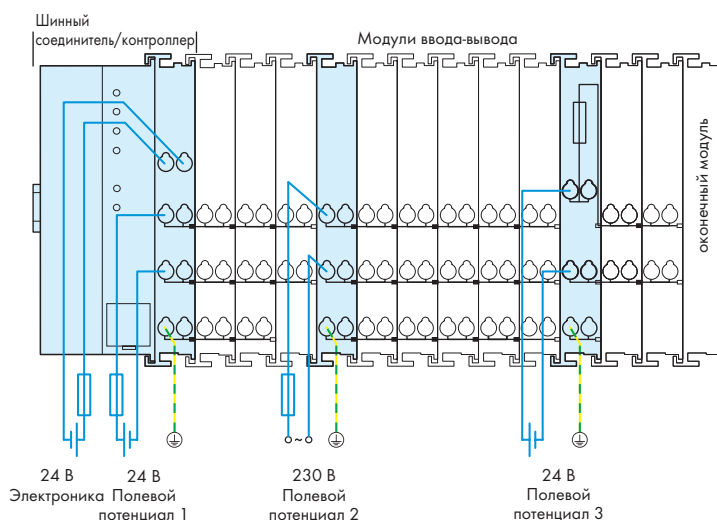 Шинный
соединитель/контроллер
Модули ввода-вывода
оконечный модуль
~
24 В
Электроника
24 В
Полевой
потенциал 1
230 В
Полевой
потенциал 2
24 В
Полевой
потенциал 3